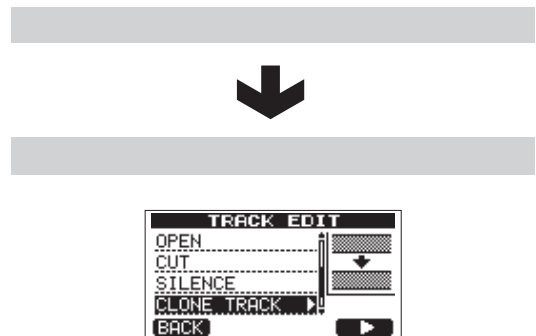 TRACK EDIT
OPEN
CUT
SILENCE
CLONE TRACK
BACK